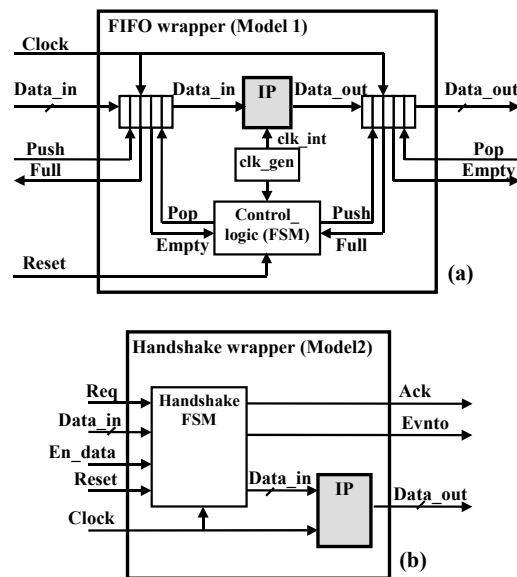 FIFO wrapper (Model 1)
Clock
Data_in
Data_in
IP
Data_out
Data_out
clk_int
Push
Full
clk_gen
Pop
Empty
Pop
Push
Control_
logic (FSM)
Empty
Full
Reset
(a)
Handshake wrapper (Model2)
Req
Handshake
FSM
Ack
Data_in
Evnto
En_data
Reset
Data_in
IP
Data_out
Clock
(b)